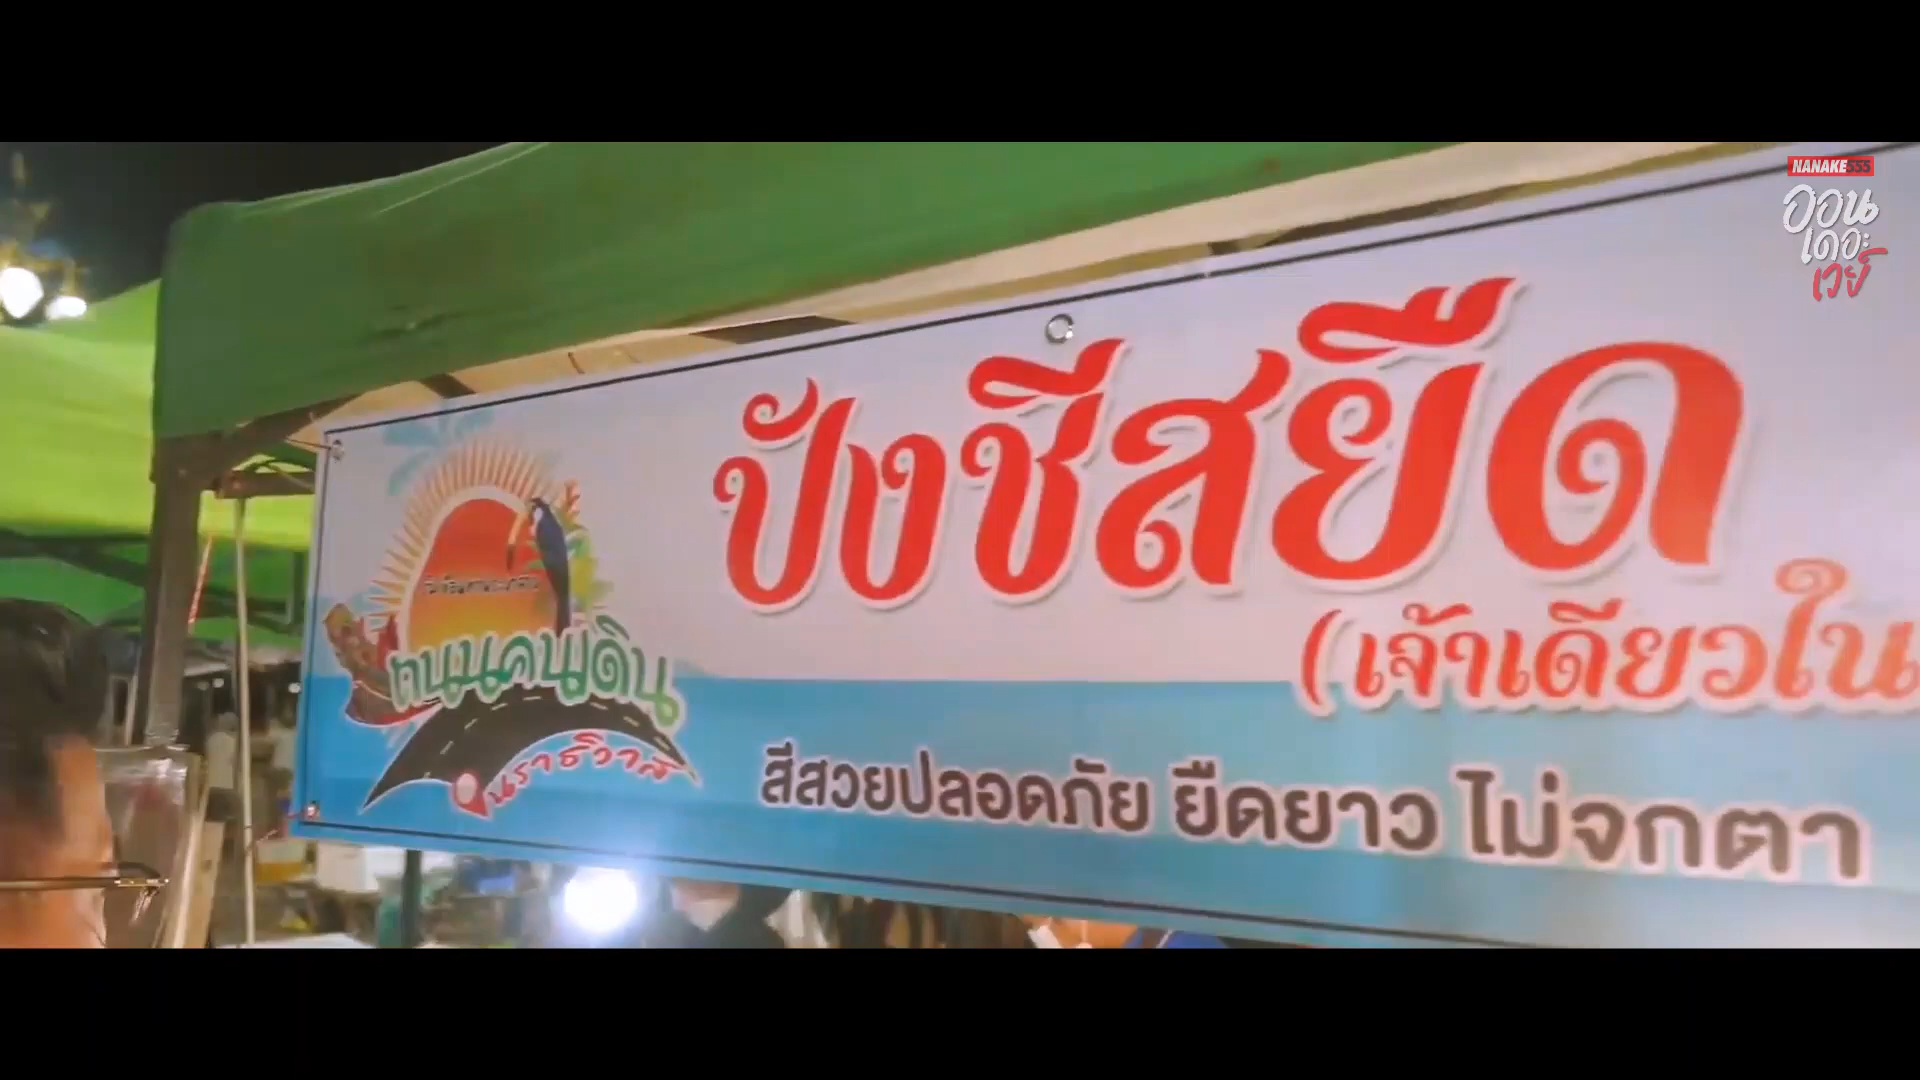 NANAKE555
ออน
เดอะ
เวย์
ปังชีสยืด
(เจ้าเดียวใน
ถนนคนเดิน
นราธิวาส
สีสวยปลอดภัย ยืดยาว ไม่จกตา